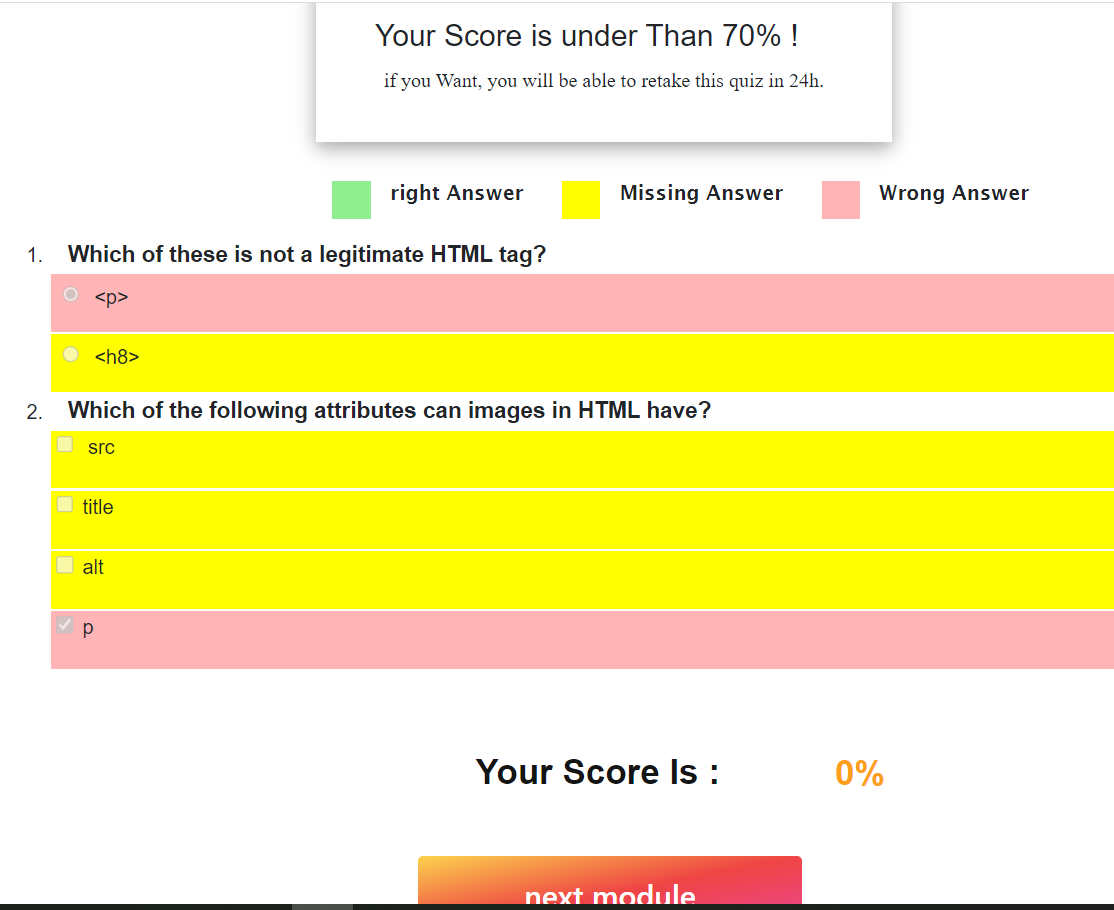 Your Score is under Than 70% !
if you Want, you will be able to retake this quiz in 24h.
right Answer Missing Answer Wrong Answer
1. Which of these is not a legitimate HTML tag?
<p>
<h8>
2. Which of the following attributes can images in HTML have?
src
title
alt
p
Your Score Is : 0%
next module